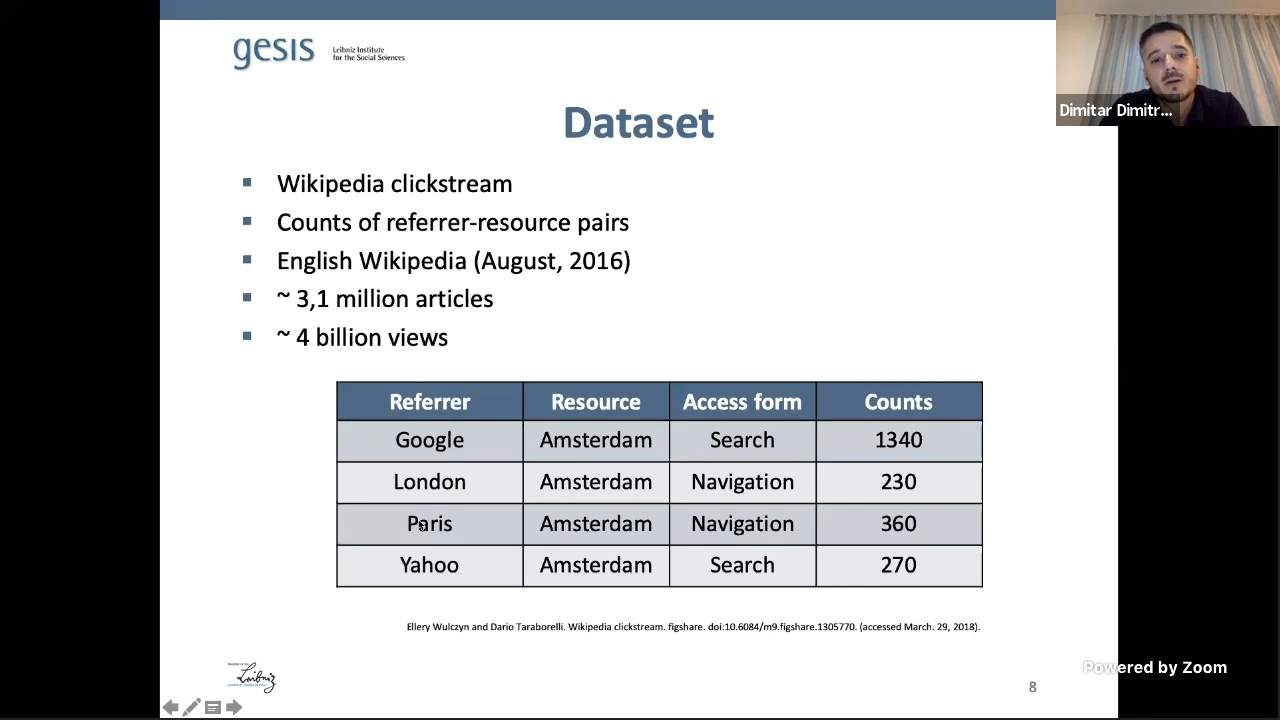 gesis
Leibniz Institute
for the Social Sciences
Dimitar Dimitr...
Dataset
Wikipedia clickstream
Counts of referrer-resource pairs
English Wikipedia (August, 2016)
~ 3,1 million articles
~ 4 billion views
Referrer Resource Access form Counts
Google Amsterdam Search 1340
London Amsterdam Navigation 230
Paris Amsterdam Navigation 360
Yahoo Amsterdam Search 270
Ellery Wulczyn and Dario Taraborelli. Wikipedia clickstream. figshare. doi:10.6084/m9.figshare.1305770. (accessed March. 29, 2018).
Leibniz
Powered by Zoom
8